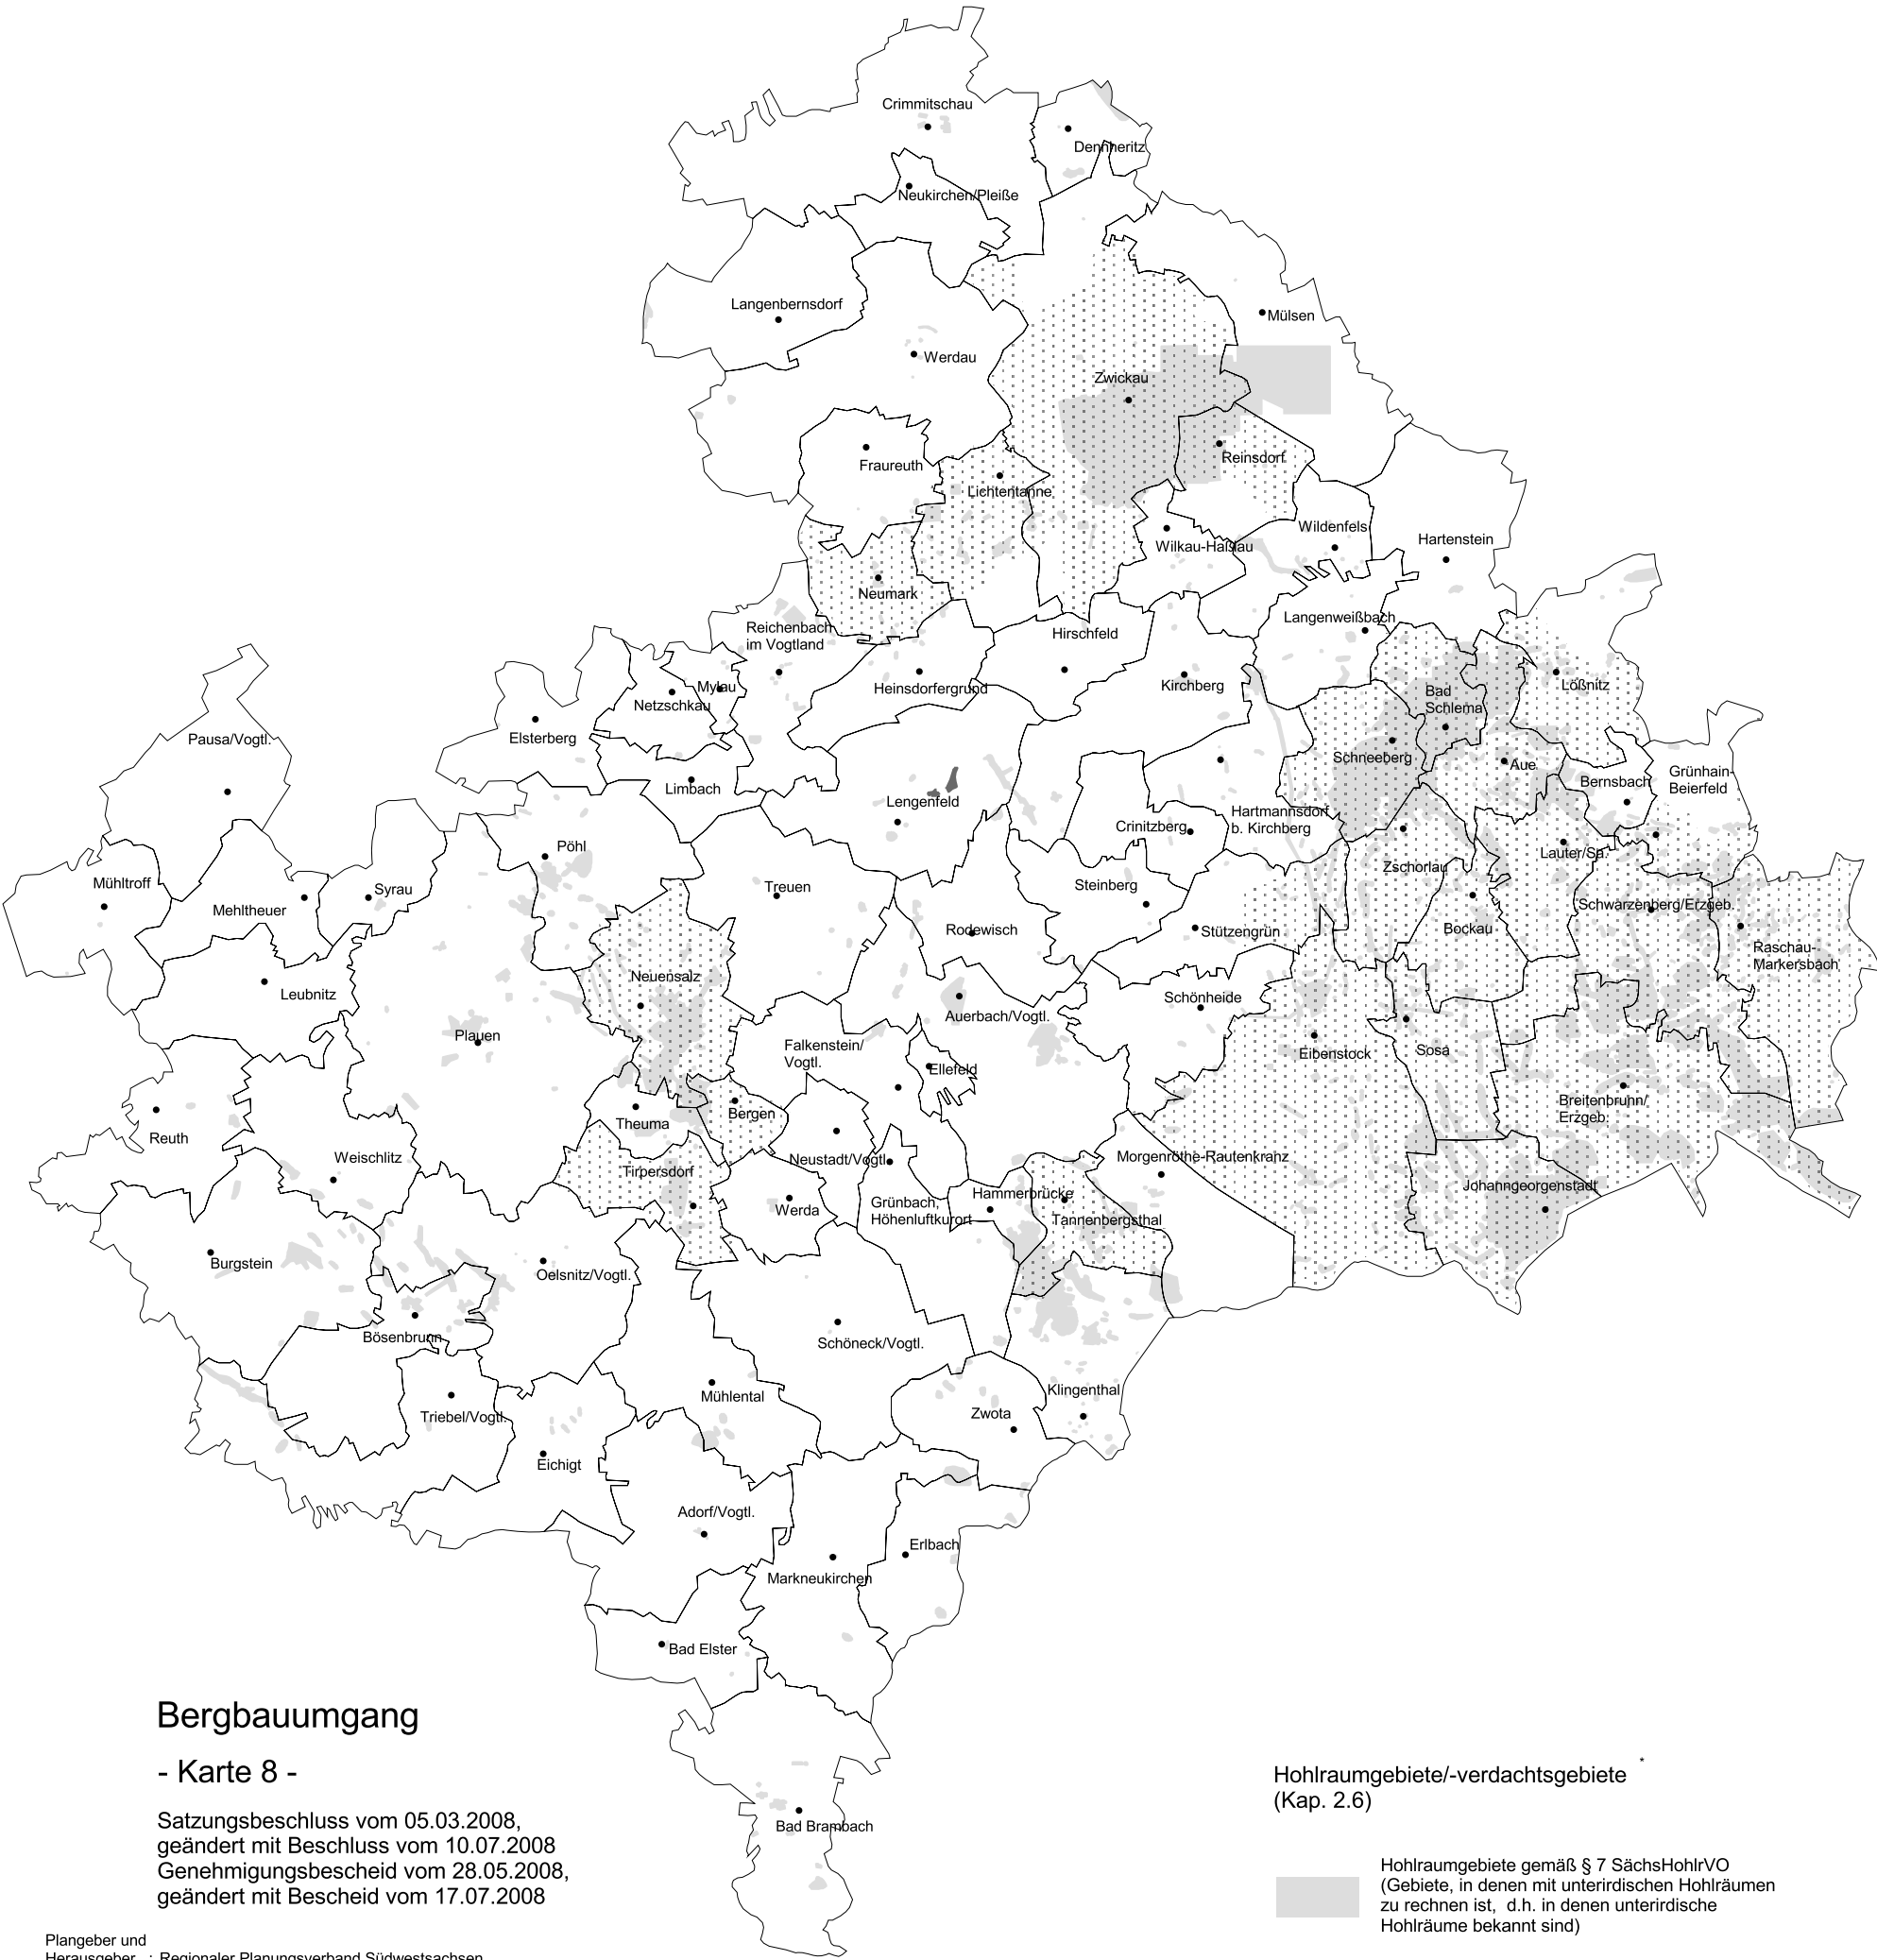 Crimmitschau
Dennheritz
Neukirchen/Pleiße
Langenbernsdorf
Mülsen
Werdau
Zwickau
Fraureuth
Reinsdorf
Lichtentanne
Wildenfels
Wilkau-Haßlau
Hartenstein
Neumark
Langenweißbach
Reichenbach
im Vogtland
Hirschfeld
Mylau
Netzschkau
Heinsdorfergrund
Kirchberg
Bad
Schlema
Lößnitz
Pausa/Vogtl.
Elsterberg
Schneeberg
Aue
Bernsbach
Grünhain-
Beierfeld
Limbach
Lengenfeld
Hartmannsdorf
b. Kirchberg
Crinitzberg
Pöhl
Lauter/Sa.
Zschorlau
Mühltroff
Mehltheuer
Syrau
Treuen
Steinberg
Schwarzenberg/Erzgeb.
Rodewisch
Stützengrün
Bockau
Raschau-
Markersbach
Neuensalz
Leubnitz
Schönheide
Auerbach/Vogtl.
Plauen
Falkenstein/
Vogtl.
Ellefeld
Eibenstock
Sosa
Breitenbrunn/
Erzgeb.
Bergen
Theuma
Reuth
Weischlitz
Neustadt/Vogtl.
Morgenröthe-Rautenkranz
Tirpersdorf
Johanngeorgenstadt
Hammerbrücke
Grünbach,
Höhenluftkurort
Werda
Tannenbergsthal
Burgstein
Oelsnitz/Vogtl.
Bösenbrunn
Schöneck/Vogtl.
Mühlental
Klingenthal
Triebel/Vogtl.
Zwota
Eichigt
Adorf/Vogtl.
Erlbach
Markneukirchen
Bad Elster
Bad Brambach
Bergbauumgang
- Karte 8 -
Satzungsbeschluss vom 05.03.2008,
geändert mit Beschluss vom 10.07.2008
Genehmigungsbescheid vom 28.05.2008,
geändert mit Bescheid vom 17.07.2008
Plangeber und
Herausgeber : Regionaler Planungsverband Südwestsachsen
Hohlraumgebiete/-verdachtsgebiete *
(Kap. 2.6)
Hohlraumgebiete gemäß § 7 SächsHohlrVO
(Gebiete, in denen mit unterirdischen Hohlräumen
zu rechnen ist, d.h. in denen unterirdische
Hohlräume bekannt sind)